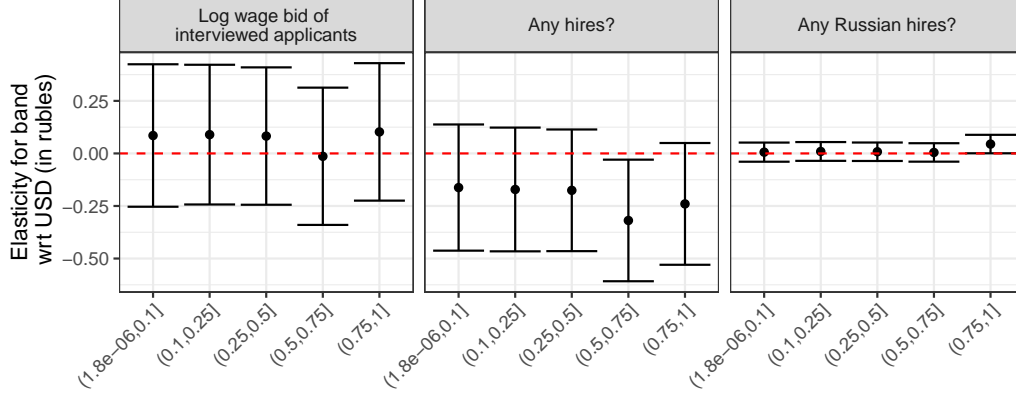 Log wage bid of
interviewed applicants
Any hires?
Any Russian hires?
Elasticity for band
wrt USD (in rubles)
0.25
0.00
−0.25
−0.50
(1.8e−06,0.1]
(0.1,0.25]
(0.25,0.5]
(0.5,0.75]
(0.75,1]
(1.8e−06,0.1]
(0.1,0.25]
(0.25,0.5]
(0.5,0.75]
(0.75,1]
(1.8e−06,0.1]
(0.1,0.25]
(0.25,0.5]
(0.5,0.75]
(0.75,1]